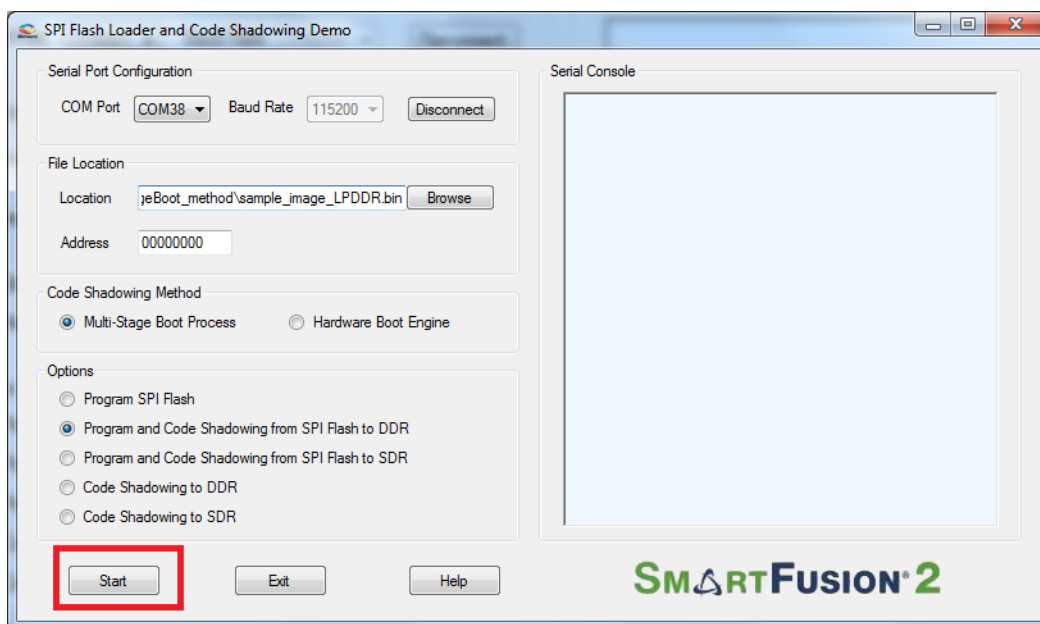 SPI Flash Loader and Code Shadowing Demo
Serial Port Configuration
COM Port COM38 Baud Rate 115200 Disconnect
File Location
Location jeBoot_method\sample_image_LPDDR.bin Browse
Address 00000000
Code Shadowing Method
Multi-Stage Boot Process Hardware Boot Engine
Options
Program SPI Flash
Program and Code Shadowing from SPI Flash to DDR
Program and Code Shadowing from SPI Flash to SDR
Code Shadowing to DDR
Code Shadowing to SDR
Start Exit Help
Serial Console
SMARTFUSION® 2